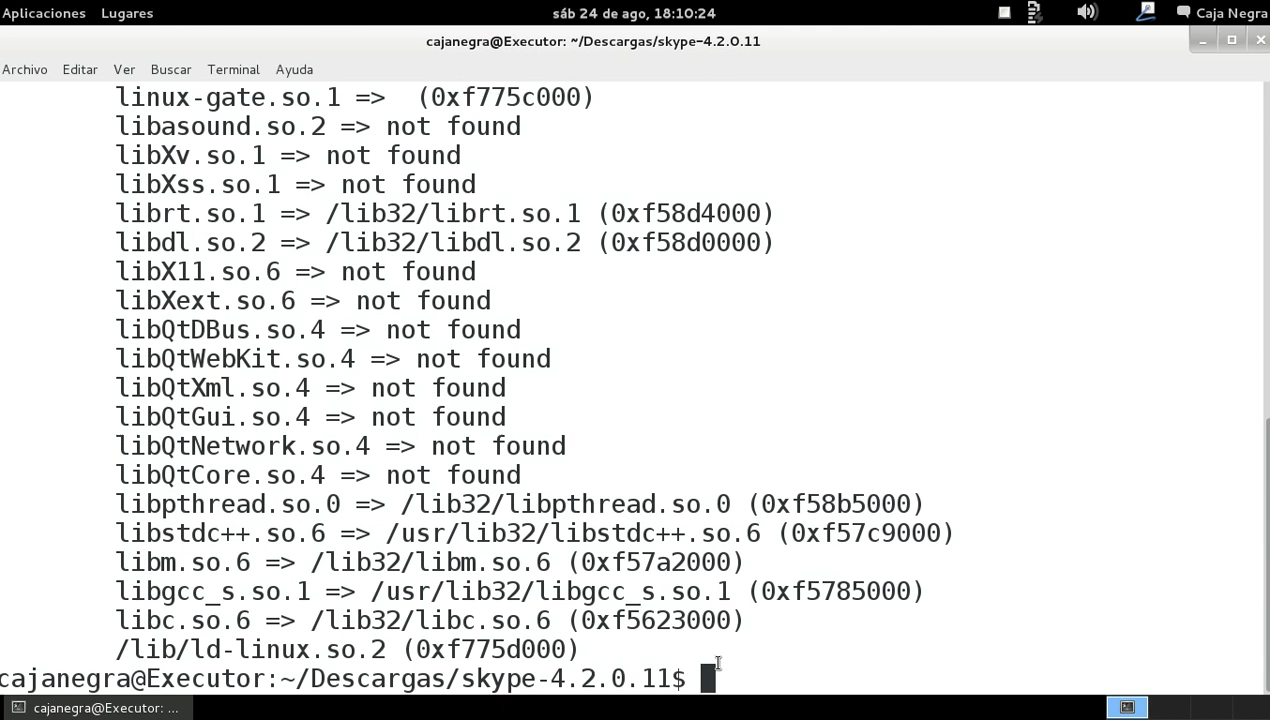 Aplicaciones Lugares sáb 24 de ago, 18:10:24 Caja Negra
cajanegra@Executor: ~/Descargas/skype-4.2.0.11
Archivo Editar Ver Buscar Terminal Ayuda
linux-gate.so.1 =>  (0xf775c000)
libasound.so.2 => not found
libXv.so.1 => not found
libXss.so.1 => not found
librt.so.1 => /lib32/librt.so.1 (0xf58d4000)
libdl.so.2 => /lib32/libdl.so.2 (0xf58d0000)
libX11.so.6 => not found
libXext.so.6 => not found
libQtDBus.so.4 => not found
libQtWebKit.so.4 => not found
libQtXml.so.4 => not found
libQtGui.so.4 => not found
libQtNetwork.so.4 => not found
libQtCore.so.4 => not found
libpthread.so.0 => /lib32/libpthread.so.0 (0xf58b5000)
libstdc++.so.6 => /usr/lib32/libstdc++.so.6 (0xf57c9000)
libm.so.6 => /lib32/libm.so.6 (0xf57a2000)
libgcc_s.so.1 => /usr/lib32/libgcc_s.so.1 (0xf5785000)
libc.so.6 => /lib32/libc.so.6 (0xf5623000)
/lib/ld-linux.so.2 (0xf775d000)
cajanegra@Executor:~/Descargas/skype-4.2.0.11$
cajanegra@Executor: ...